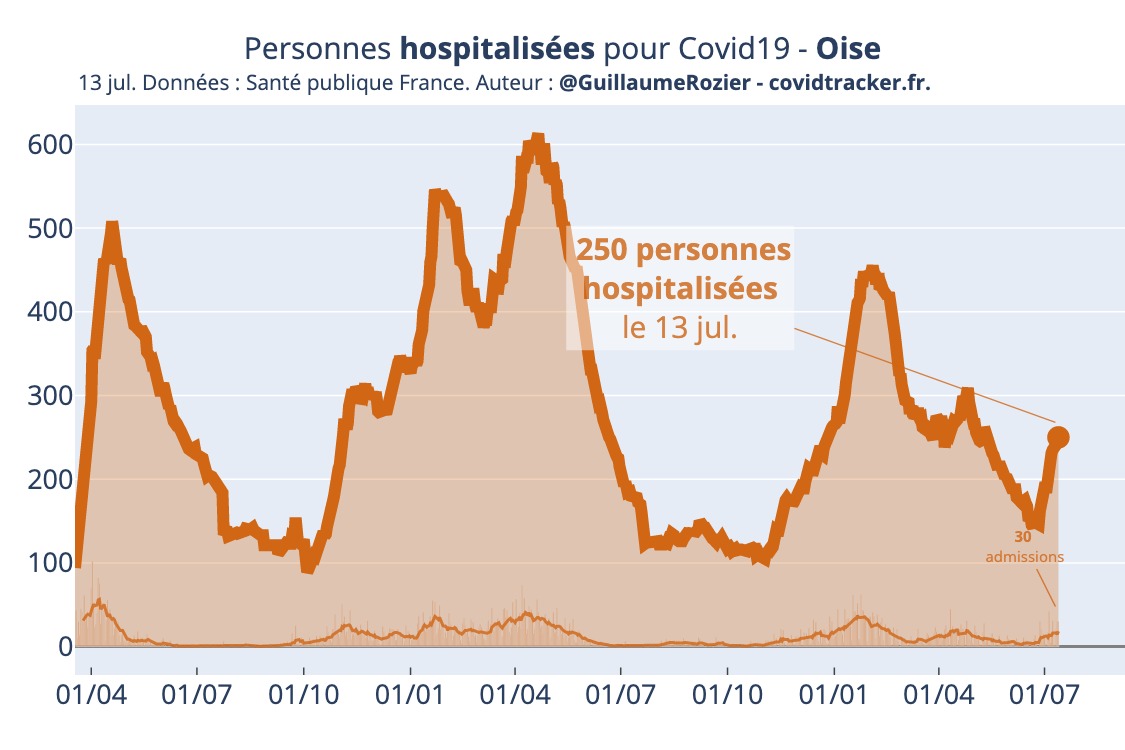 Personnes hospitalisées pour Covid19 - Oise
13 jul. Données : Santé publique France. Auteur : @GuillaumeRozier - covidtracker.fr.
600
500
400
300
200
100
0
250 personnes
hospitalisées
le 13 jul.
30
admissions
01/04 01/07 01/10 01/01 01/04 01/07 01/10 01/01 01/04 01/07